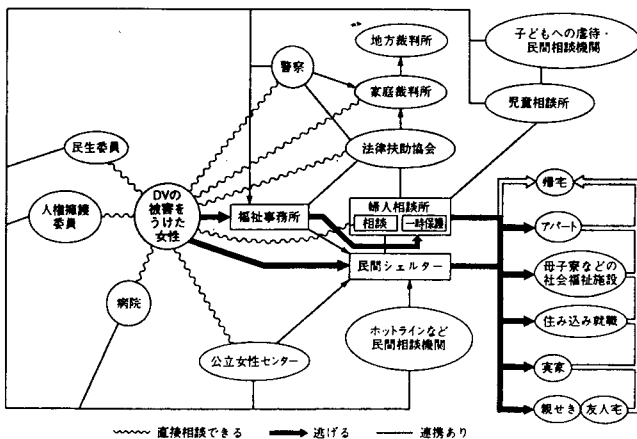 地方裁判所
子どもへの虐待・
民間相談機関
警察
家庭裁判所
児童相談所
民生委員
法律扶助協会
DVの
被害を
うけた
女性
人権擁護
委員
福祉事務所
婦人相談所
相談
一時保護
帰宅
アパート
民間シェルター
母子寮などの
社会福祉施設
病院
ホットラインなど
民間相談機関
住み込み就職
公立女性センター
実家
親せき
友人宅
直接相談できる
逃げる
連携あり